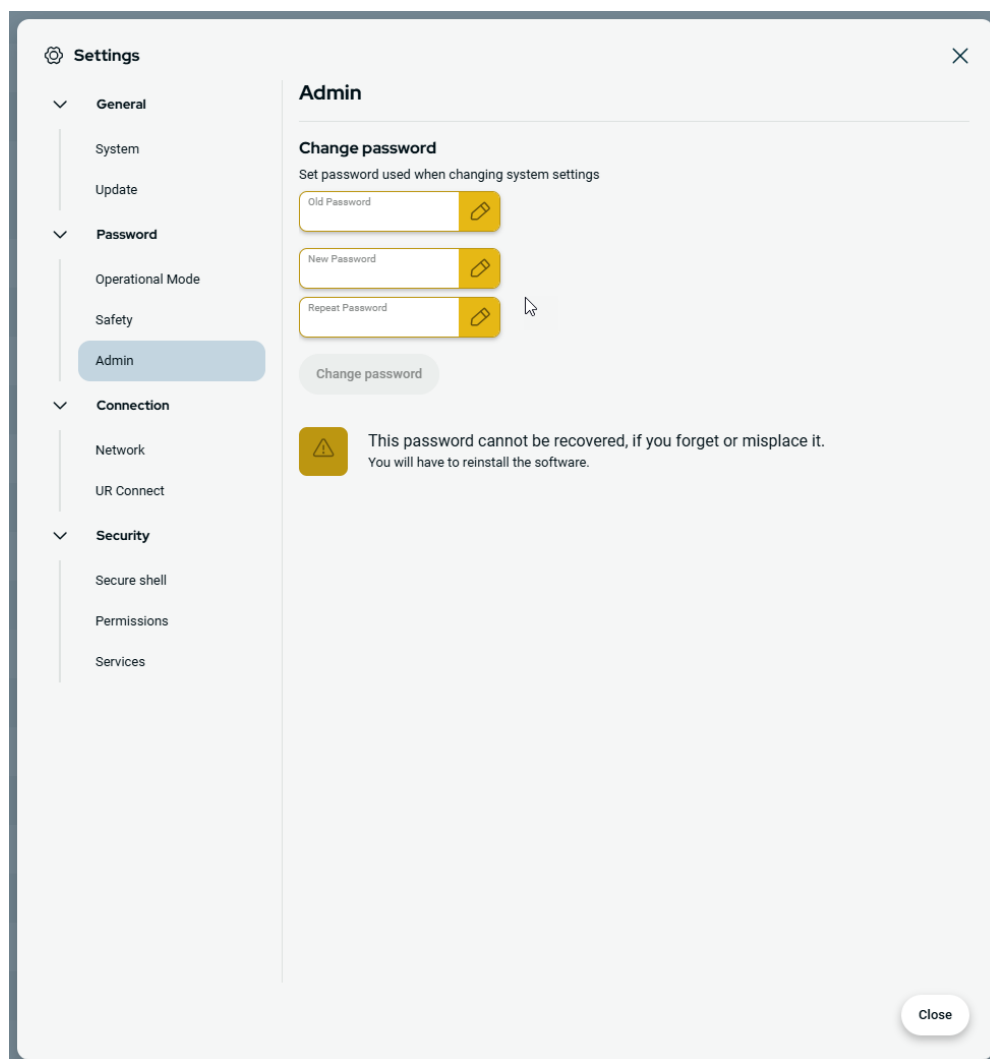 Settings
General
System
Update
Password
Operational Mode
Safety
Admin
Connection
Network
UR Connect
Security
Secure shell
Permissions
Services
Admin
Change password
Set password used when changing system settings
Old Password
New Password
Repeat Password
Change password
This password cannot be recovered, if you forget or misplace it.
You will have to reinstall the software.
Close